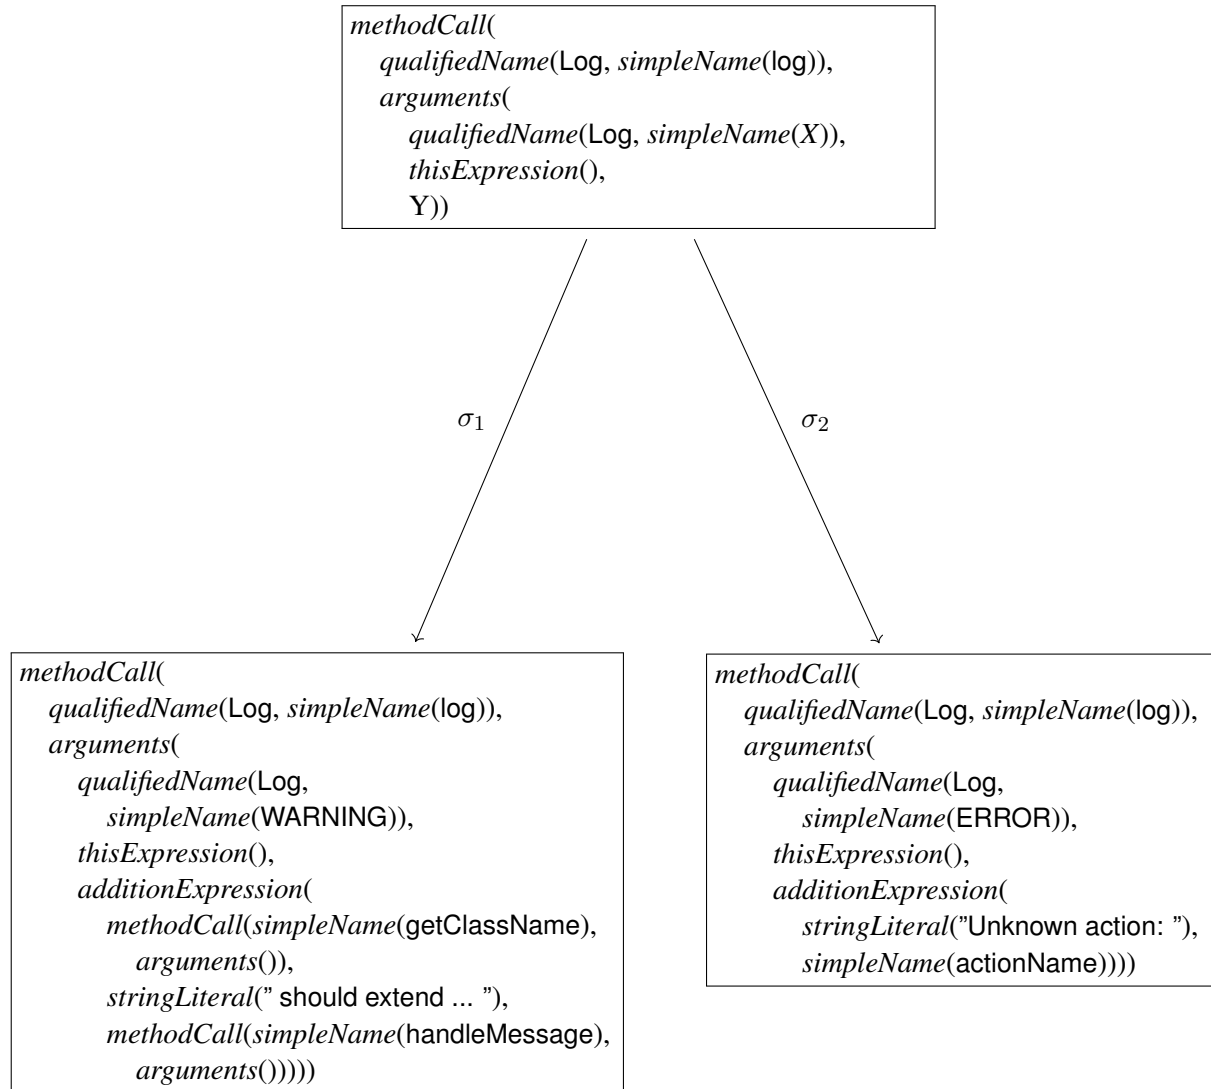 methodCall(
qualifiedName(Log, simpleName(log)),
arguments(
qualifiedName(Log, simpleName(X)),
thisExpression(),
Y))
σ1
σ2
methodCall(
qualifiedName(Log, simpleName(log)),
arguments(
qualifiedName(Log,
simpleName(WARNING)),
thisExpression(),
additionExpression(
methodCall(simpleName(getClassName),
arguments()),
stringLiteral(” should extend ... ”),
methodCall(simpleName(handleMessage),
arguments()))))
methodCall(
qualifiedName(Log, simpleName(log)),
arguments(
qualifiedName(Log,
simpleName(ERROR)),
thisExpression(),
additionExpression(
stringLiteral(”Unknown action: ”),
simpleName(actionName))))